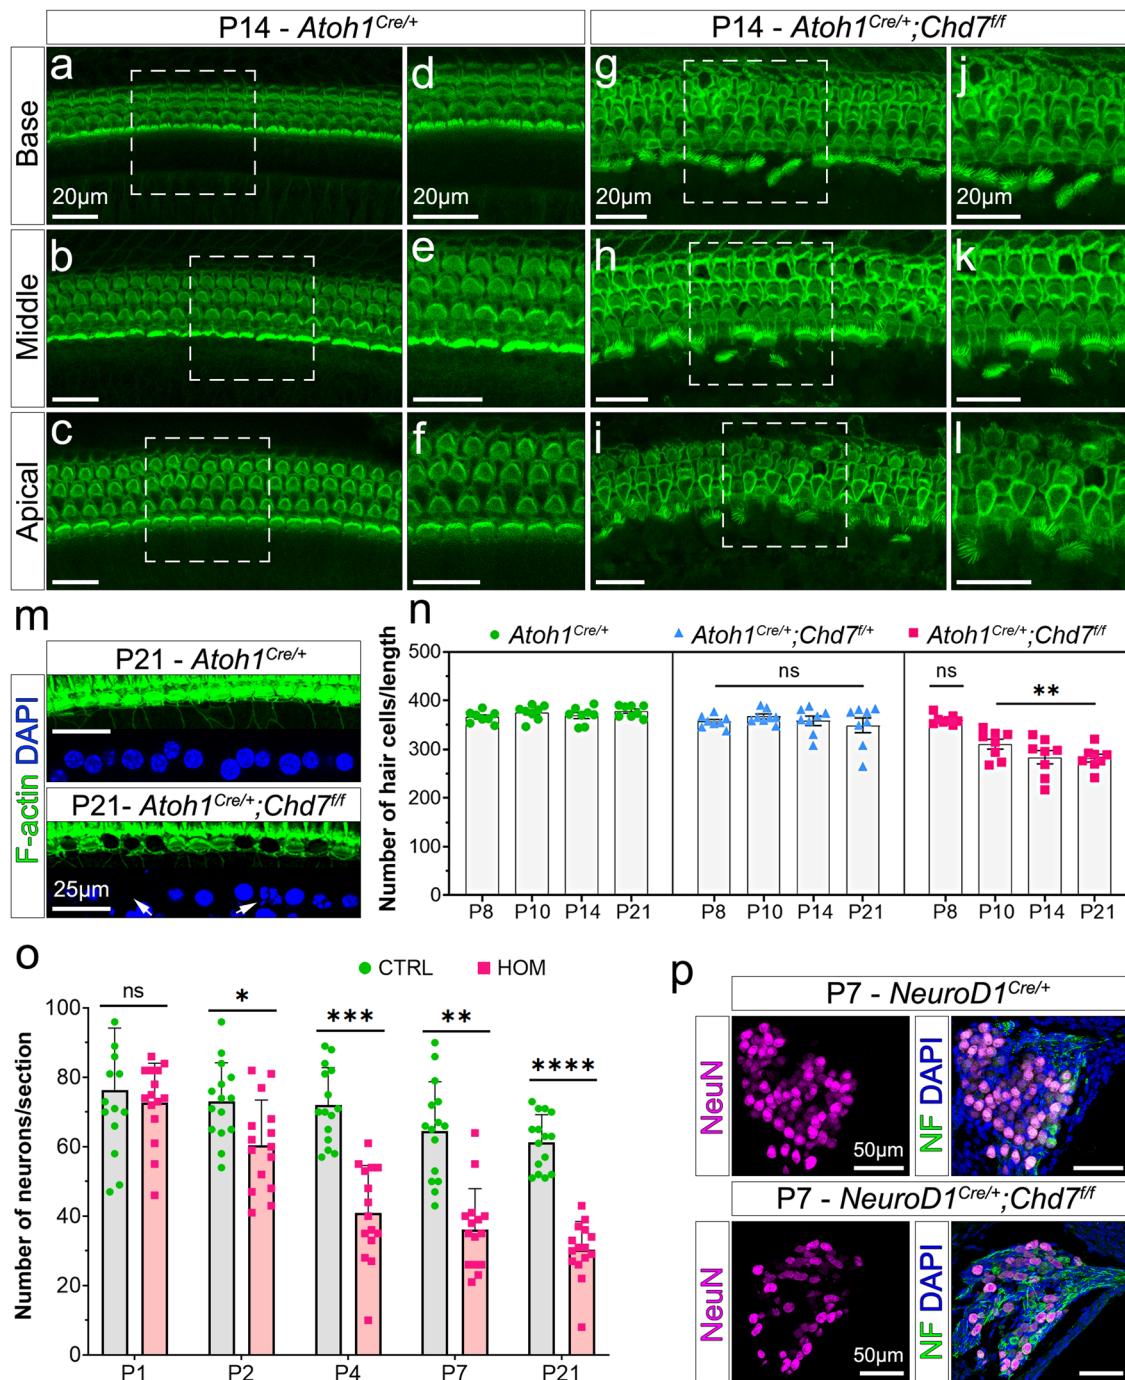 P14 - Atoh1Cre/+
P14 - Atoh1Cre/+;Chd7f/f
Base
a
20µm
d
g
20µm
j
Middle
b
e
h
k
Apical
c
f
i
l
m
P21 - Atoh1Cre/+
F-actin DAPI
P21- Atoh1Cre/+;Chd7f/f
25µm
n
Atoh1Cre/+
Atoh1Cre/+;Chd7f/+
Atoh1Cre/+;Chd7f/f
Number of hair cells/length
500
400
300
200
100
0
ns
ns
**
P8 P10 P14 P21
P8 P10 P14 P21
P8 P10 P14 P21
o
CTRL
HOM
Number of neurons/section
100
80
60
40
20
0
ns
*
***
**
****
P1 P2 P4 P7 P21
p
P7 - NeuroD1Cre/+
NeuN
50µm
NF DAPI
P7 - NeuroD1Cre/+;Chd7f/f
NeuN
50µm
NF DAPI